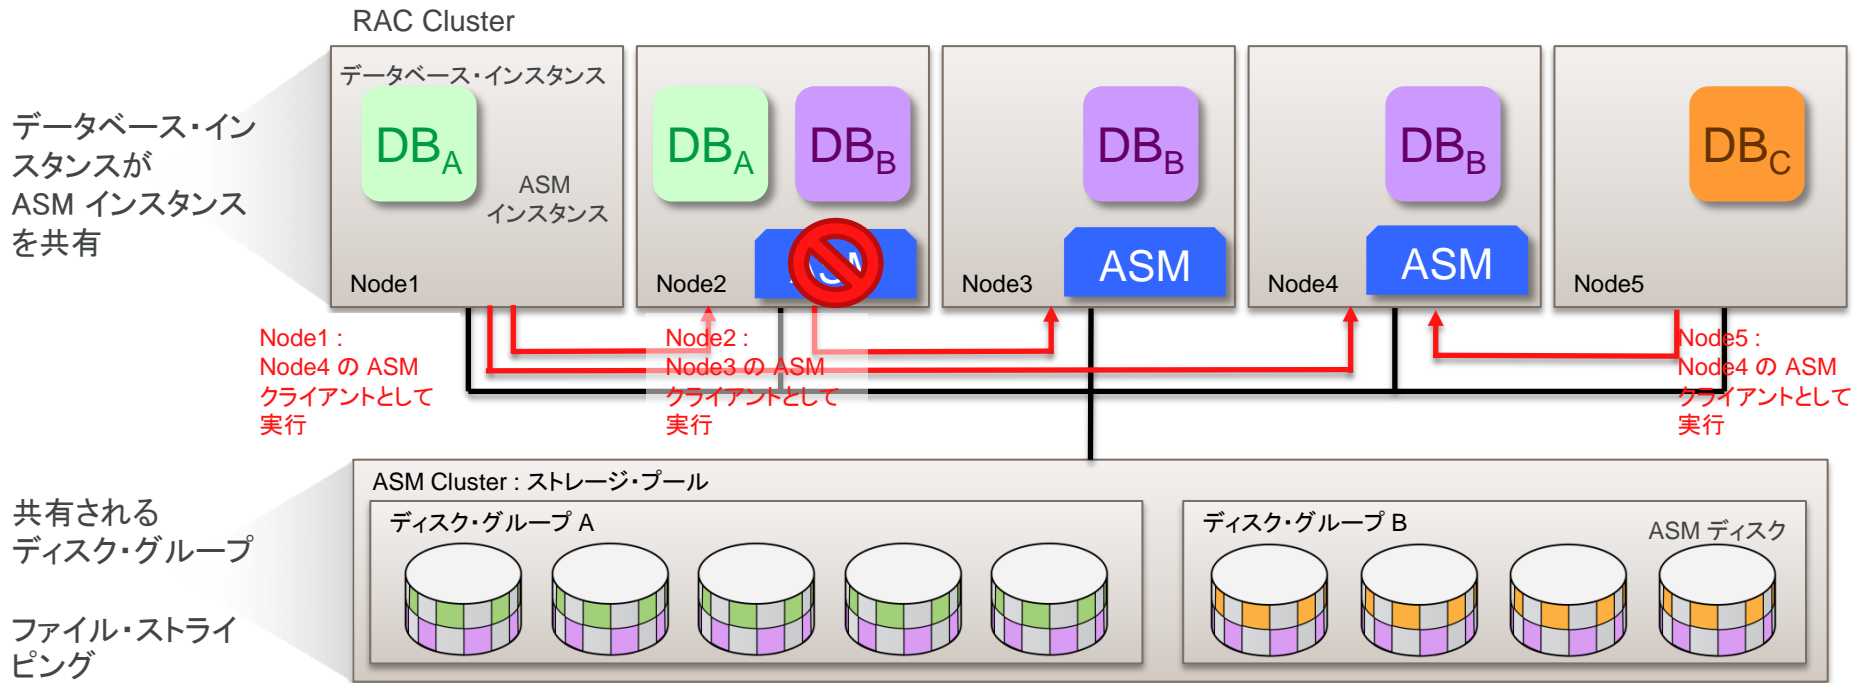 RAC Cluster
データベース・イン
スタンスが
ASM インスタンス
を共有
データベース・インスタンス
DBA
ASM
インスタンス
Node1
DBA
DBB
ASM
Node2
DBB
ASM
Node3
DBB
ASM
Node4
DBC
Node5
Node1 :
Node4 の ASM
クライアントとして
実行
Node2 :
Node3 の ASM
クライアントとして
実行
Node5 :
Node4 の ASM
クライアントとして
実行
共有される
ディスク・グループ
ファイル・ストライ
ピング
ASM Cluster : ストレージ・プール
ディスク・グループ A
ディスク・グループ B
ASM ディスク